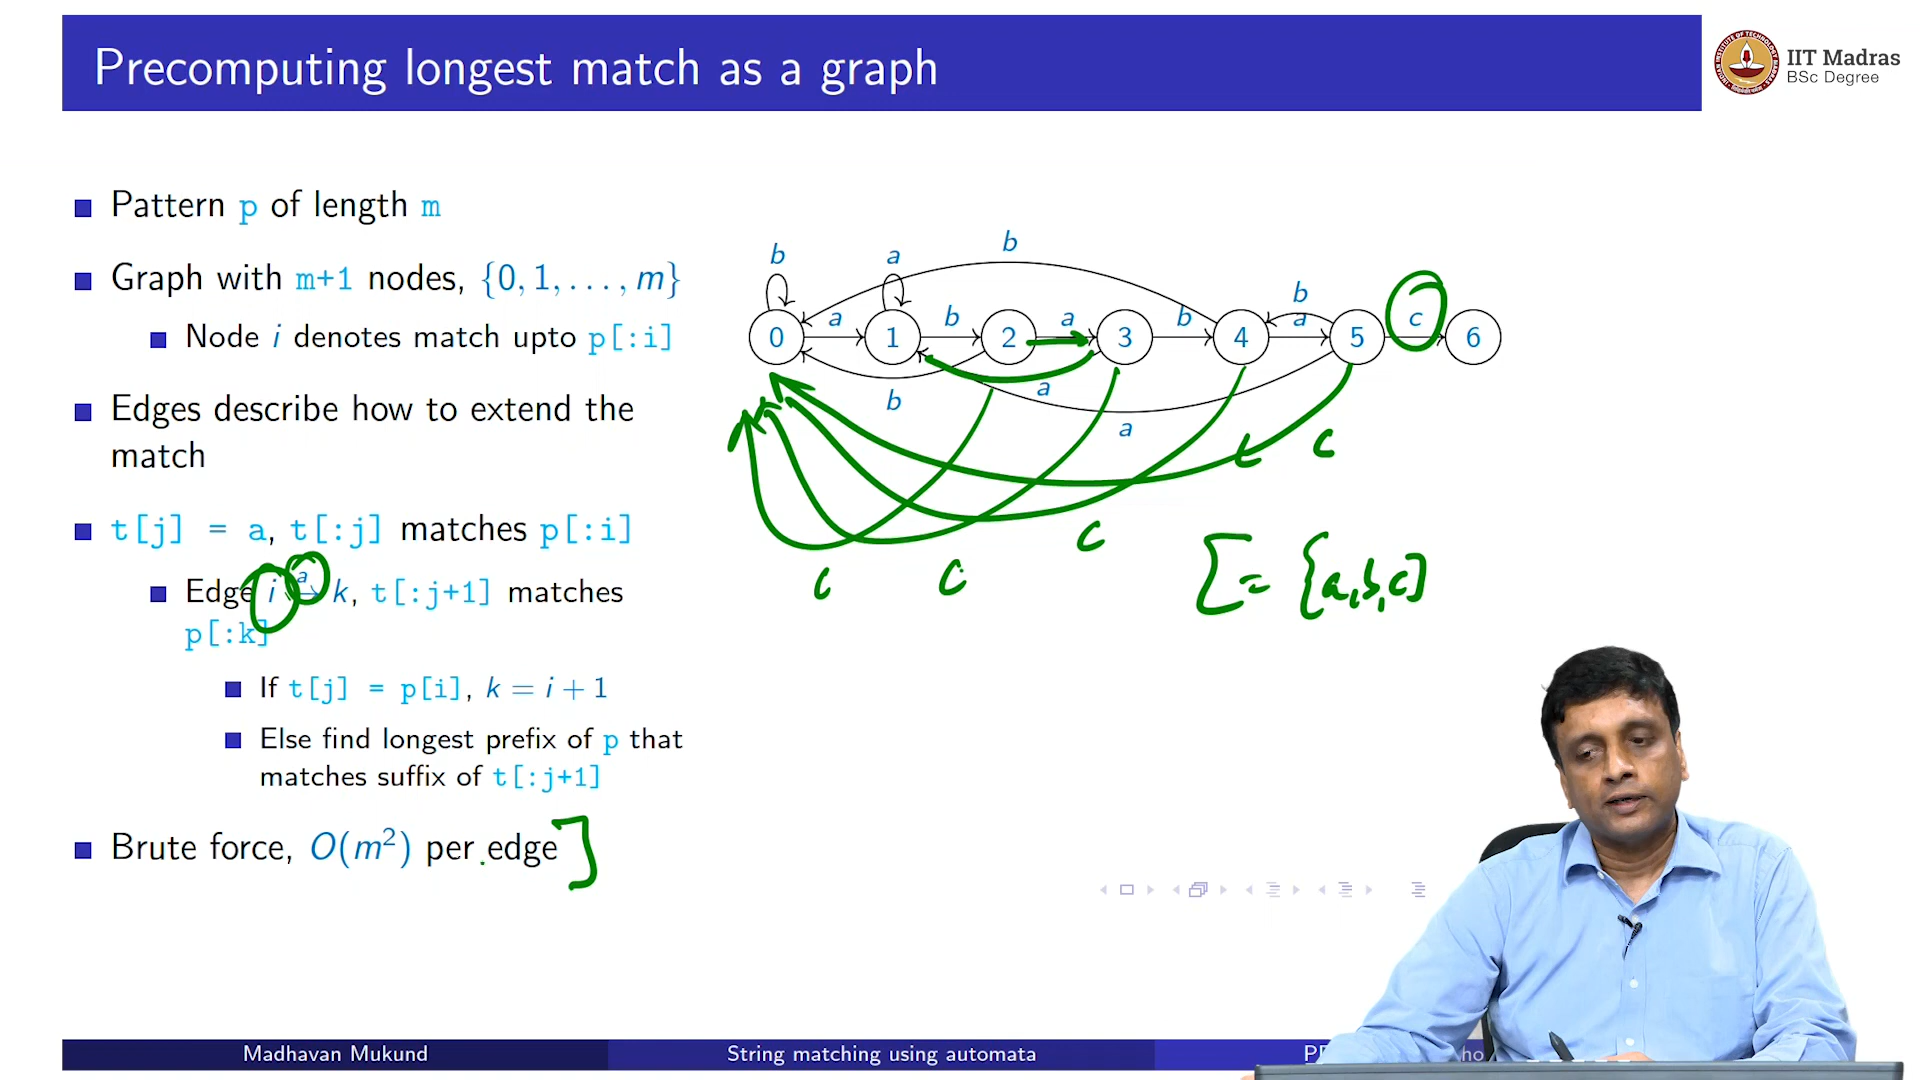 Precomputing longest match as a graph
IIT Madras
BSc Degree
Pattern p of length m
Graph with m+1 nodes, {0, 1, . . . , m}
Node i denotes match upto p[:i]
Edges describe how to extend the
match
t[j] = a, t[:j] matches p[:i]
Edge i a→ k, t[:j+1] matches
p[:k]
If t[j] = p[i], k = i + 1
Else find longest prefix of p that
matches suffix of t[:j+1]
Brute force, O(m²) per edge
b
b a b
a b a b a c
0 1 2 3 4 5 6
b a a
c c
c
c c
Σ = {a,b,c}
Madhavan Mukund
String matching using automata